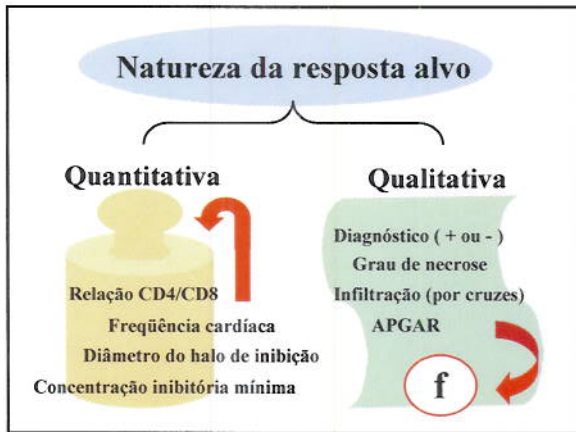 Natureza da resposta alvo
Quantitativa
Relação CD4/CD8
Freqüência cardíaca
Diâmetro do halo de inibição
Concentração inibitória mínima
Qualitativa
Diagnóstico ( + ou - )
Grau de necrose
Infiltração (por cruzes)
APGAR
f